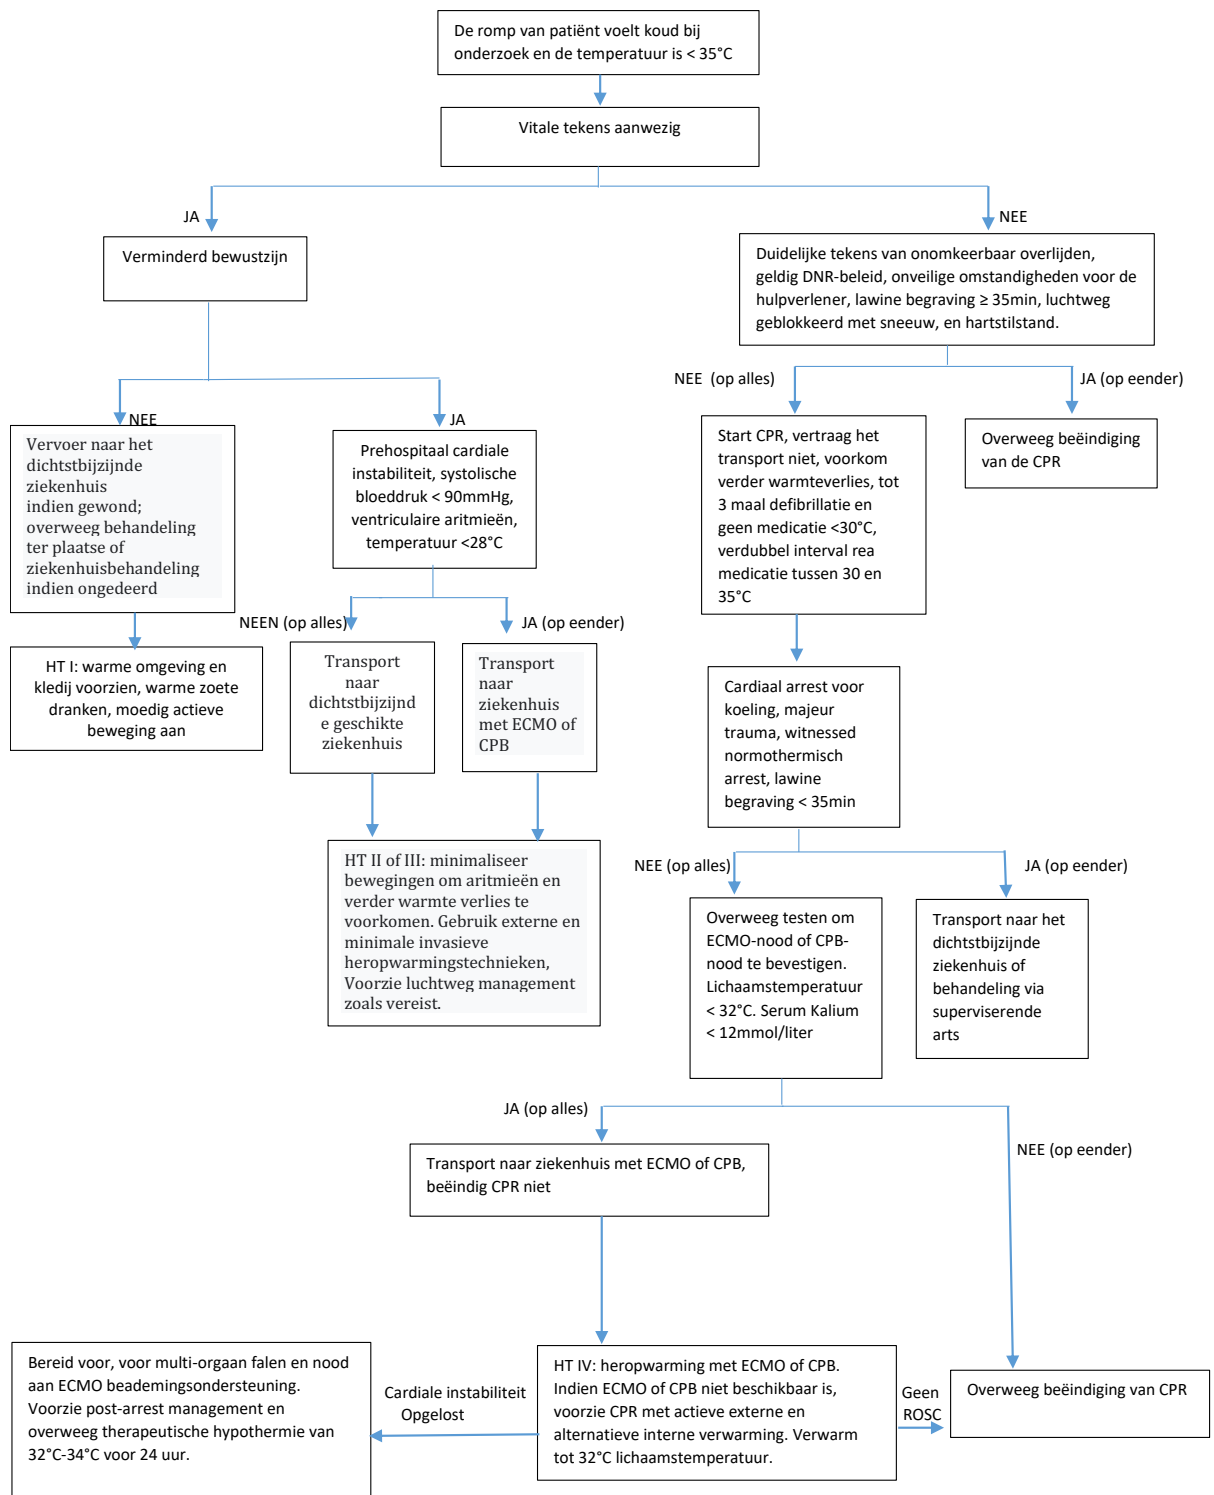 De romp van patiënt voelt koud bij
onderzoek en de temperatuur is < 35°C
Vitale tekens aanwezig
JA
NEE
Verminderd bewustzijn
Duidelijke tekens van onomkeerbaar overlijden,
geldig DNR-beleid, onveilige omstandigheden voor de
hulpverlener, lawine begraving ≥ 35min, luchtweg
geblokkeerd met sneeuw, en hartstilstand.
NEE
JA
NEE (op alles)
JA (op eender)
Vervoer naar het
dichtstbijzijnde
ziekenhuis
indien gewond;
overweeg behandeling
ter plaatse of
ziekenhuisbehandeling
indien ongedeerd
Prehospitaal cardiale
instabiliteit, systolische
bloeddruk < 90mmHg,
ventriculaire aritmieën,
temperatuur <28°C
Start CPR, vertraag het
transport niet, voorkom
verder warmteverlies, tot
3 maal defibrillatie en
geen medicatie <30°C,
verdubbel interval rea
medicatie tussen 30 en
35°C
Overweeg beëindiging
van de CPR
NEEN (op alles)
JA (op eender)
HT I: warme omgeving en
kledij voorzien, warme zoete
dranken, moedig actieve
beweging aan
Transport
naar
dichtstbijzijnd
e geschikte
ziekenhuis
Transport
naar
ziekenhuis
met ECMO of
CPB
Cardiaal arrest voor
koeling, majeur
trauma, witnessed
normothermisch
arrest, lawine
begraving < 35min
HT II of III: minimaliseer
bewegingen om aritmieën en
verder warmte verlies te
voorkomen. Gebruik externe en
minimale invasieve
heropwarmingstechnieken,
Voorzie luchtweg management
zoals vereist.
NEE (op alles)
JA (op eender)
Overweeg testen om
ECMO-nood of CPB-
nood te bevestigen.
Lichaamstemperatuur
< 32°C. Serum Kalium
< 12mmol/liter
Transport naar het
dichtstbijzijnde
ziekenhuis of
behandeling via
superviserende
arts
JA (op alles)
NEE (op eender)
Transport naar ziekenhuis met ECMO of CPB,
beëindig CPR niet
Bereid voor, voor multi-orgaan falen en nood
aan ECMO beademingsondersteuning.
Voorzie post-arrest management en
overweeg therapeutische hypothermie van
32°C-34°C voor 24 uur.
Cardiale instabiliteit
Opgelost
HT IV: heropwarming met ECMO of CPB.
Indien ECMO of CPB niet beschikbaar is,
voorzie CPR met actieve externe en
alternatieve interne verwarming. Verwarm
tot 32°C lichaamstemperatuur.
Geen
ROSC
Overweeg beëindiging van CPR